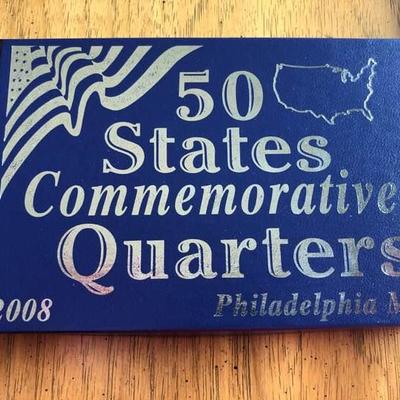 50
States
Commemorative
Quarters
2008 Philadelphia M